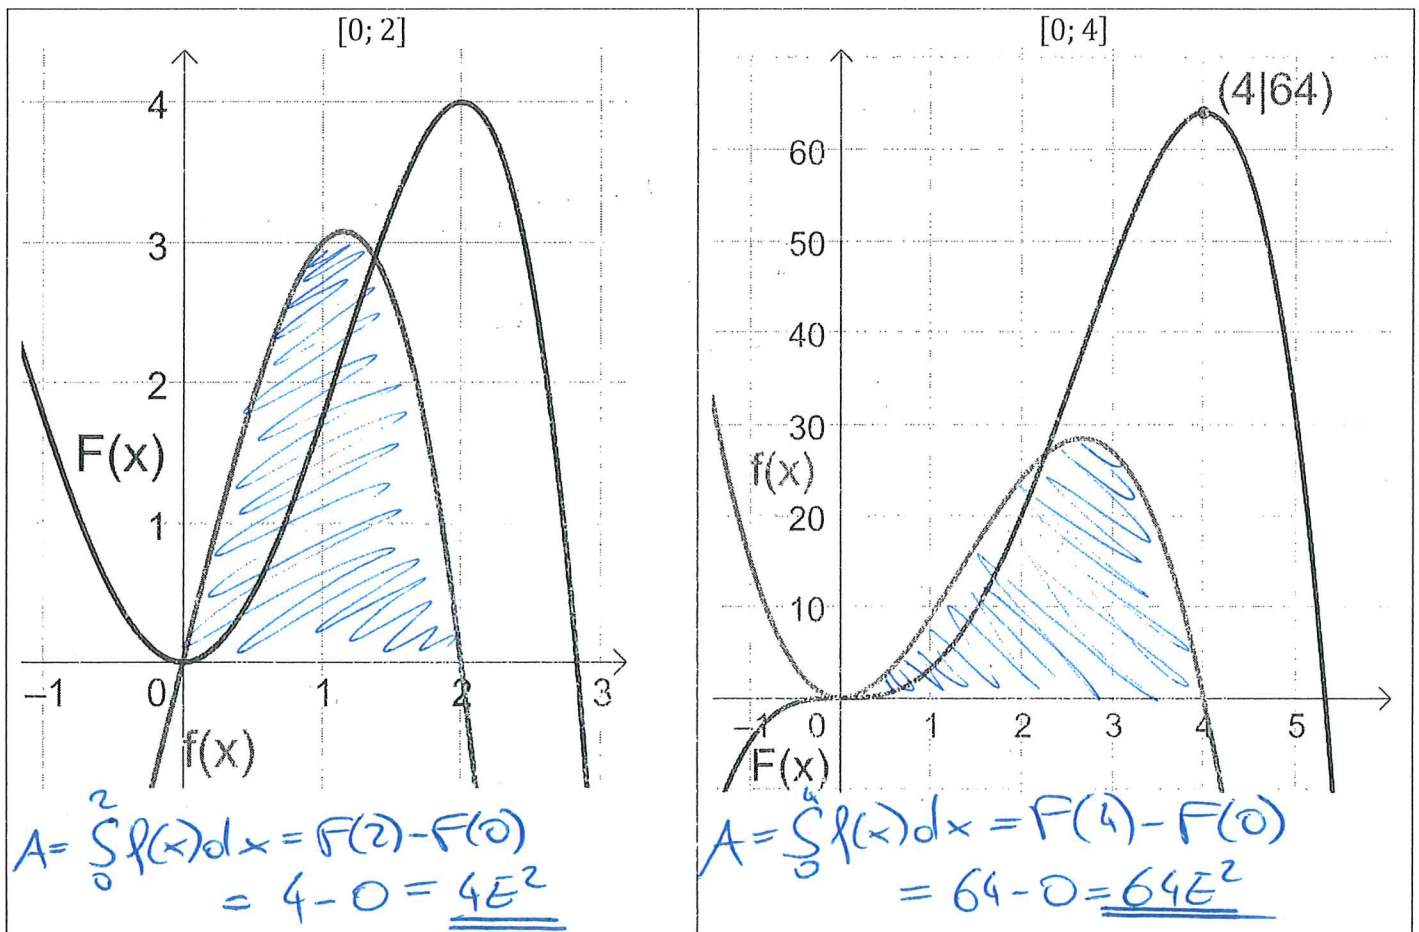 [0; 2]
4
3
2
1
F(x)
−1 0 1 2 3
f(x)
A = ∫₀² f(x)dx = F(2) − F(0)
= 4 − 0 = 4E²
[0; 4]
(4|64)
60
50
40
30
f(x)
20
10
−1 0 1 2 3 4 5
F(x)
A = ∫₀⁴ f(x)dx = F(4) − F(0)
= 64 − 0 = 64E²